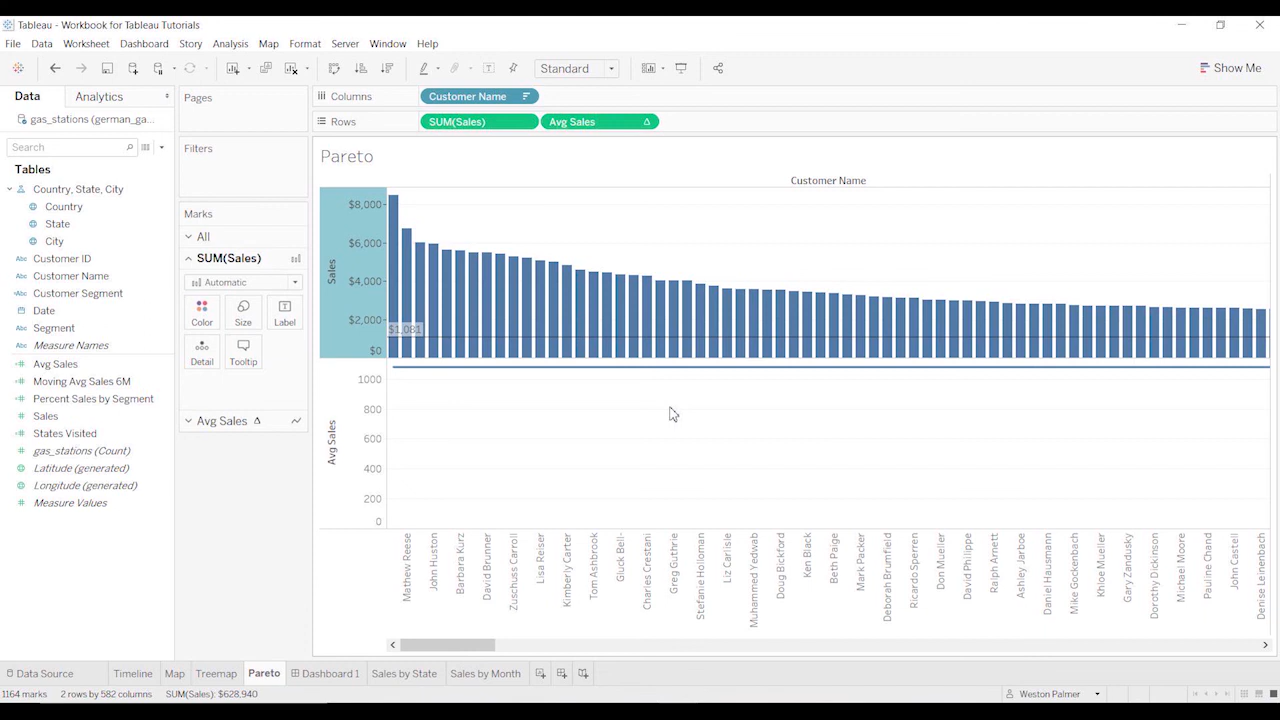 Tableau - Workbook for Tableau Tutorials
File Data Worksheet Dashboard Story Analysis Map Format Server Window Help
Standard
Show Me
Data Analytics
gas_stations (german_ga...
Search
Tables
Country, State, City
Country
State
City
Customer ID
Customer Name
Customer Segment
Date
Segment
Measure Names
Avg Sales
Moving Avg Sales 6M
Percent Sales by Segment
Sales
States Visited
gas_stations (Count)
Latitude (generated)
Longitude (generated)
Measure Values
Pages
Filters
Marks
All
SUM(Sales)
Automatic
Color Size Label
Detail Tooltip
Avg Sales
Columns Customer Name
Rows SUM(Sales) Avg Sales
Pareto
Customer Name
Sales
$8,000
$6,000
$4,000
$2,000
$1,081
$0
Avg Sales
1000
800
600
400
200
0
Mathew Reese
John Huston
Barbara Kurz
David Brunner
Zuschuss Carroll
Lisa Reiser
Kimberly Carter
Tom Ashbrook
Gluck Bell-
Charles Crestani
Greg Guthrie
Stefanie Holloman
Liz Carlisle
Muhammed Yedwab
Doug Bickford
Ken Black
Beth Paige
Mark Packer
Deborah Brumfield
Ricardo Sperren
Don Mueller
David Philippe
Ralph Arnett
Ashley Jarboe
Daniel Hausmann
Mike Gockenbach
Khloe Mueller
Gary Zandusky
Dorothy Dickinson
Michael Moore
Pauline Chand
John Castell
Denise Leinenbach
Data Source Timeline Map Treemap Pareto Dashboard 1 Sales by State Sales by Month
1164 marks 2 rows by 582 columns SUM(Sales): $628,940 Weston Palmer